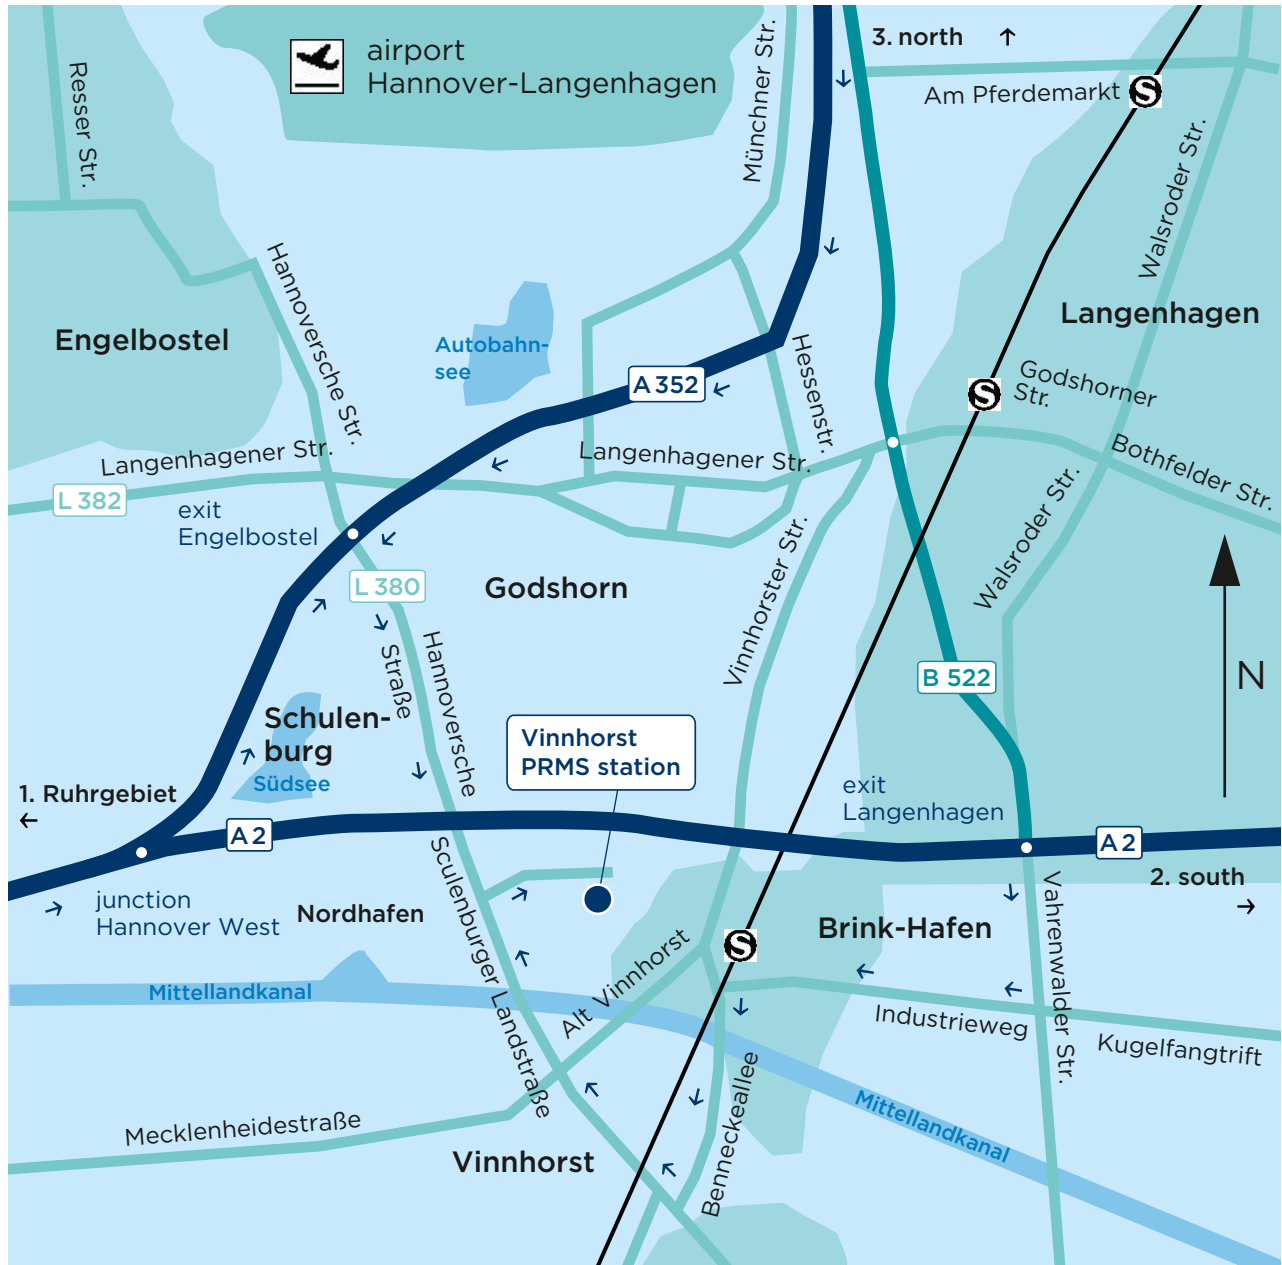 airport
Hannover-Langenhagen
3. north
Am Pferdemarkt
S
Münchner Str.
Resser Str.
Walsroder Str.
Hannoversche Str.
Engelbostel
Autobahn-
see
A 352
Hessenstr.
Langenhagen
S
Godshorner
Str.
Langenhagener Str.
Langenhagener Str.
Bothfelder Str.
L 382
exit
Engelbostel
Walsroder Str.
Vinnhorster Str.
L 380
Godshorn
Hannoversche
Straße
B 522
N
Schulen-
burg
Südsee
Vinnhorst
PRMS station
1. Ruhrgebiet
exit
Langenhagen
A 2
A 2
2. south
junction
Hannover West
Nordhafen
Sculenburger Landstraße
Vahrenwalder Str.
Brink-Hafen
S
Alt Vinnhorst
Mittellandkanal
Industrieweg
Kugelfangtrift
Mecklenheidestraße
Mittellandkanal
Vinnhorst
Benneckeallee